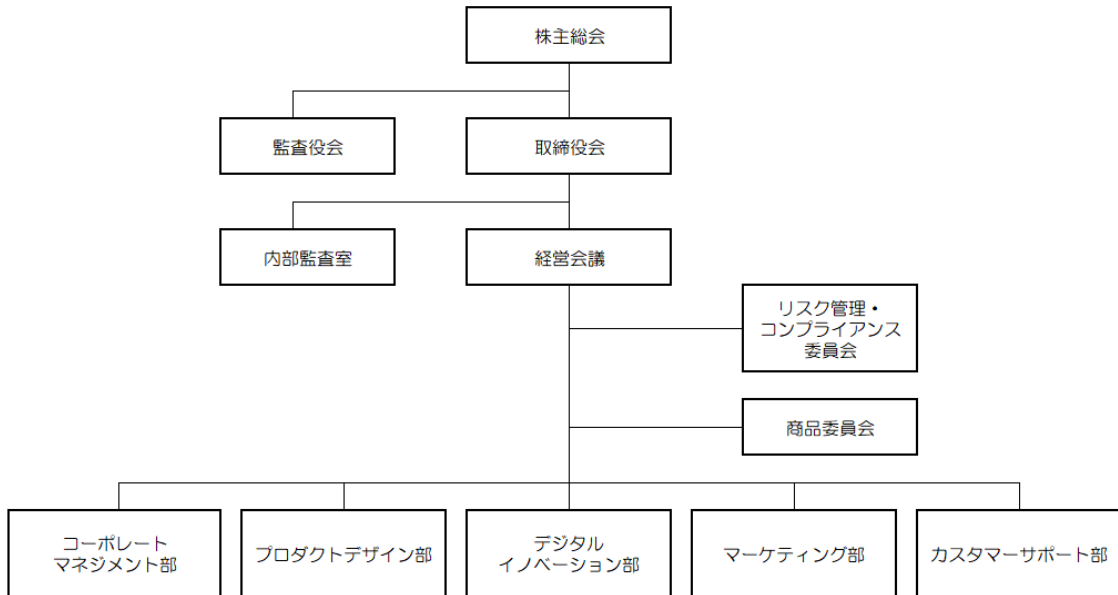 株主総会
監査役会
取締役会
内部監査室
経営会議
リスク管理・
コンプライアンス
委員会
商品委員会
コーポレート
マネジメント部
プロダクトデザイン部
デジタル
イノベーション部
マーケティング部
カスタマーサポート部